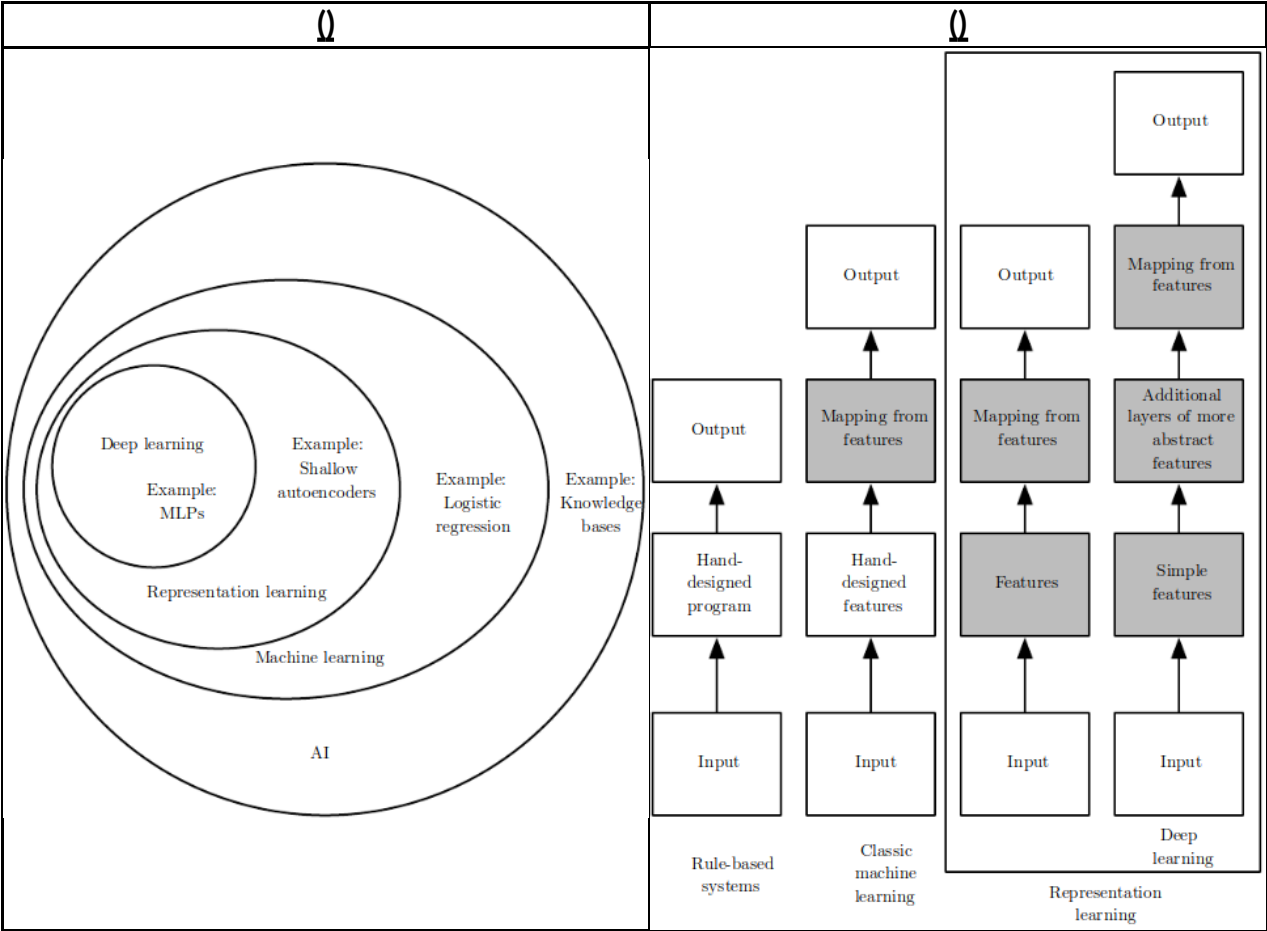 Deep learning
Example:
MLPs
Example:
Shallow
autoencoders
Example:
Logistic
regression
Example:
Knowledge
bases
Representation learning
Machine learning
AI
Output
Hand-
designed
program
Input
Rule-based
systems
Output
Mapping from
features
Hand-
designed
features
Input
Classic
machine
learning
Output
Mapping from
features
Features
Input
Output
Mapping from
features
Additional
layers of more
abstract
features
Simple
features
Input
Deep
learning
Representation
learning